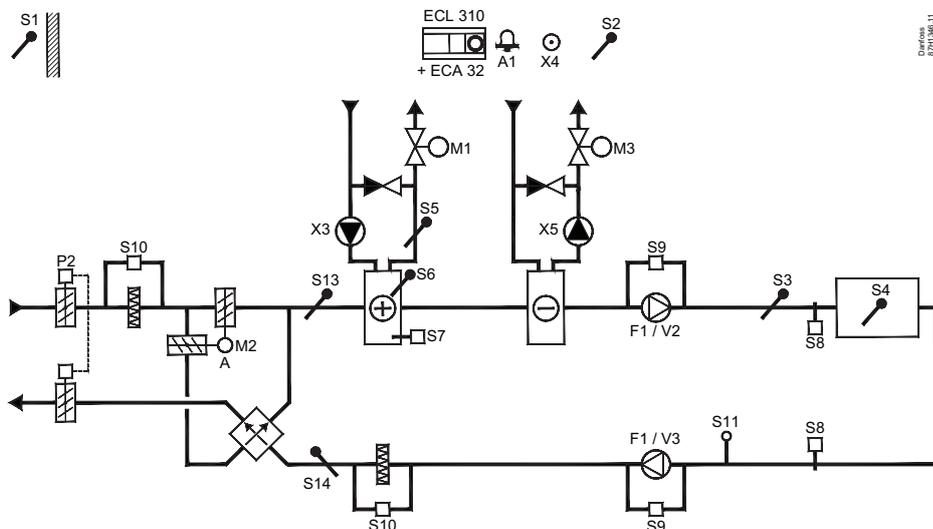 S1
ECL 310
+ ECA 32
A1
X4
S2
Danfoss
87H1346.11
M1
M3
S5
X3
X5
P2
S10
S13
S6
S9
S3
S4
S7
F1 / V2
S8
M2
A
F1 / V3
S11
S8
S14
S10
S9